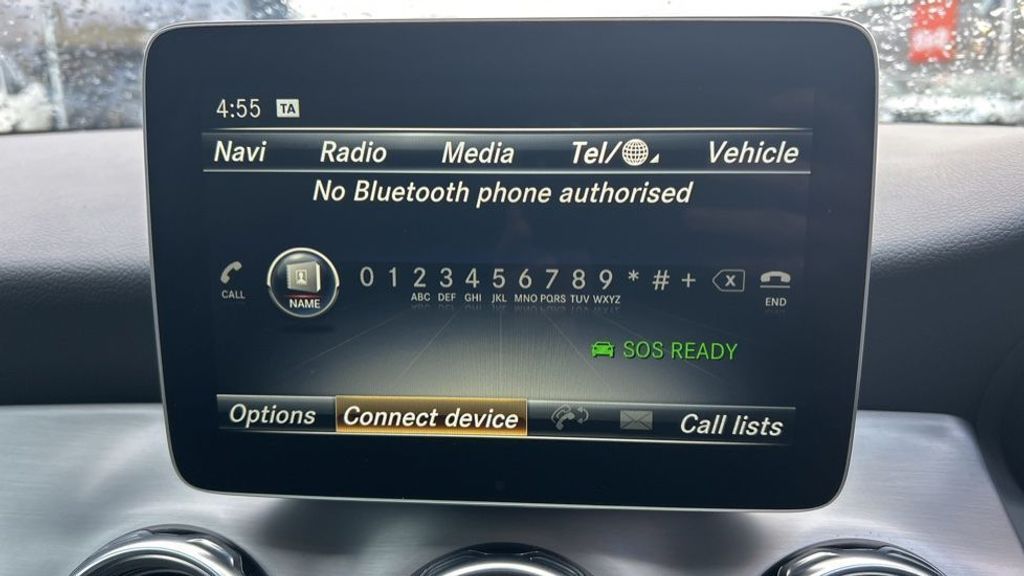 4:55 TA
Navi Radio Media Tel/ Vehicle
No Bluetooth phone authorised
0 1 2 3 4 5 6 7 8 9 * # + X
CALL NAME ABC DEF GHI JKL MNO PQRS TUV WXYZ END
SOS READY
Options Connect device Call lists